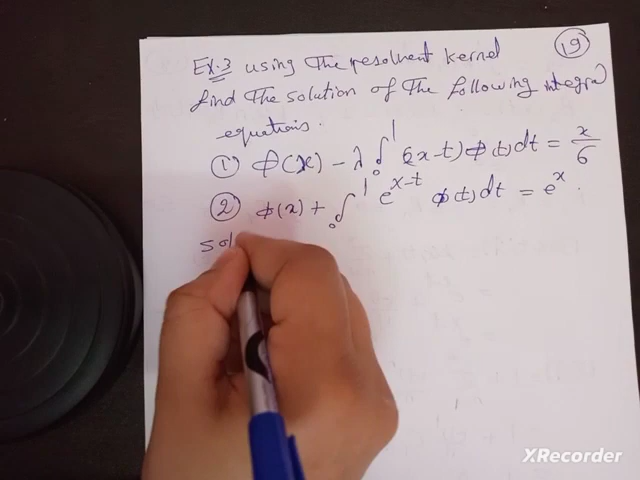 19
Ex.3 using The resolvent kernel
find The solution of The following integral
equations.
① Φ(x) - λ ∫₀¹ (2x-t) Φ(t) dt = x/6
② Φ(x) + ∫₀¹ e^(x-t) Φ(t) dt = e^x.
sol
XRecorder